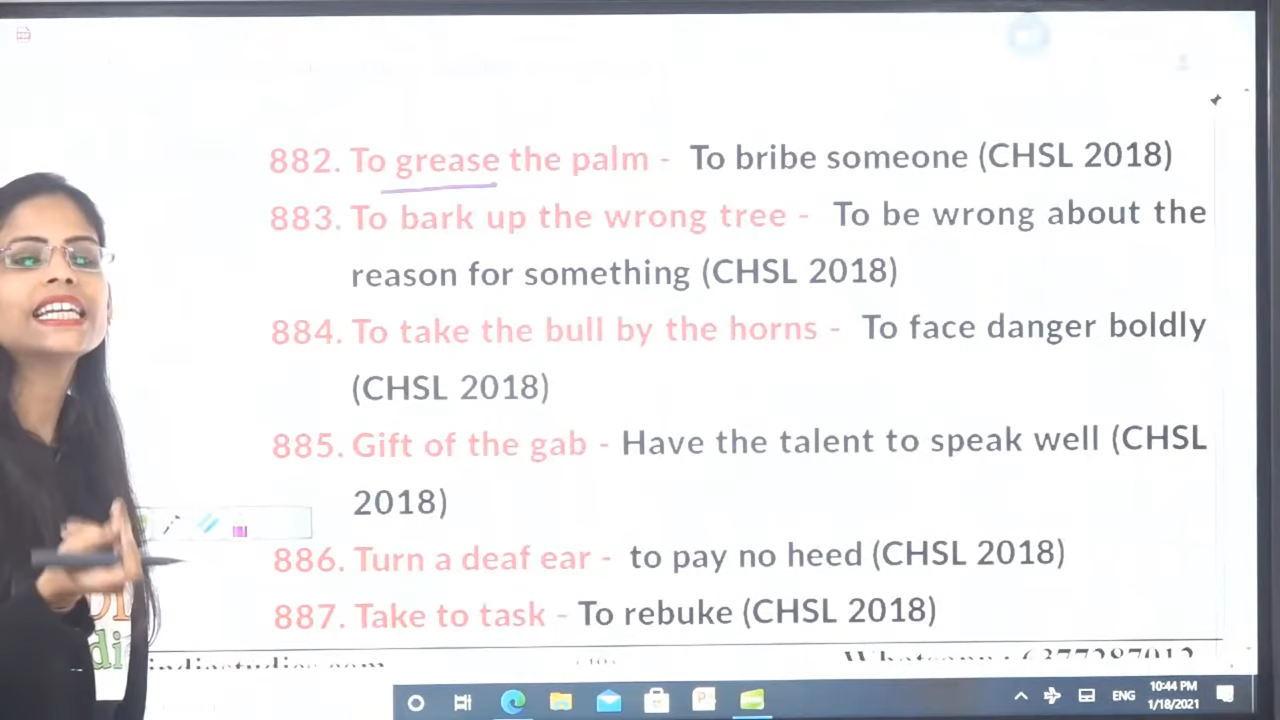 882. To grease the palm - To bribe someone (CHSL 2018)
883. To bark up the wrong tree - To be wrong about the
reason for something (CHSL 2018)
884. To take the bull by the horns - To face danger boldly
(CHSL 2018)
885. Gift of the gab - Have the talent to speak well (CHSL
2018)
886. Turn a deaf ear - to pay no heed (CHSL 2018)
887. Take to task - To rebuke (CHSL 2018)
ENG
10:44 PM
1/18/2021